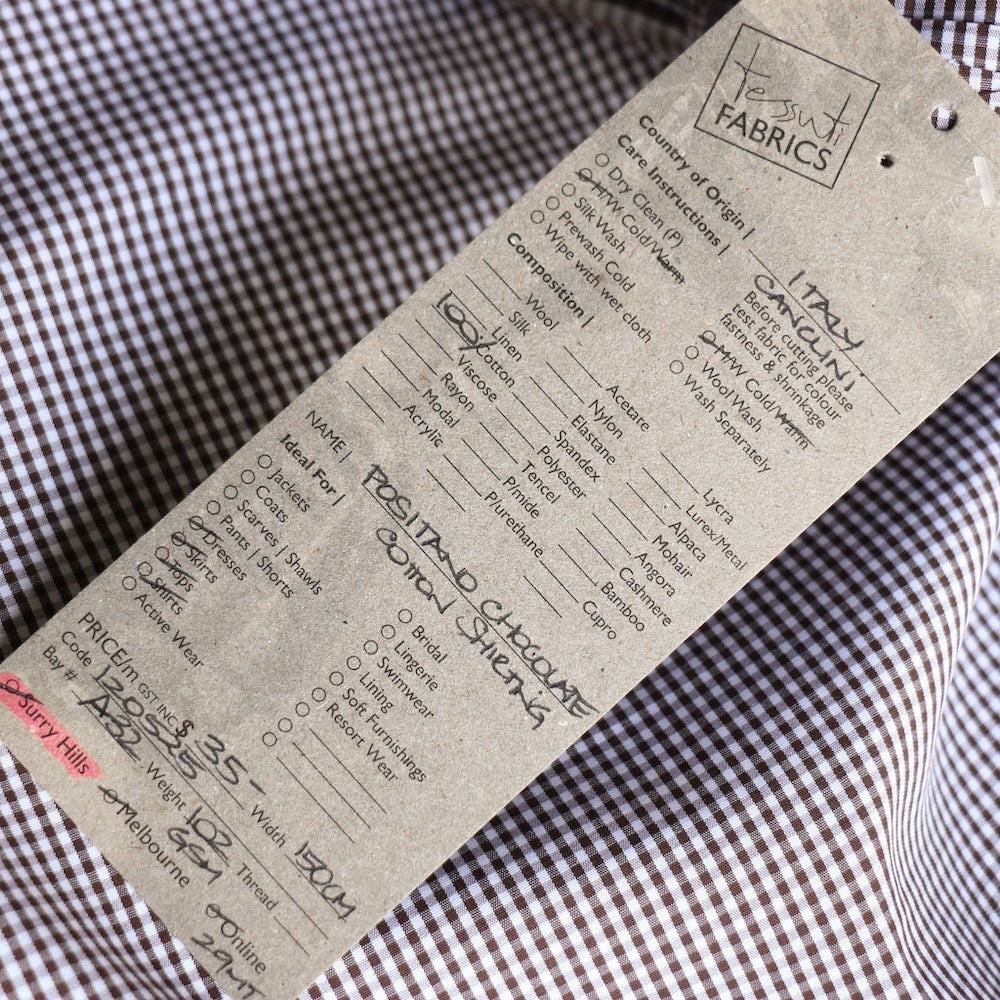 tessuti
FABRICS
Country of Origin | ITALY
CANCLINI
Care Instructions |
Before cutting please
test fabric for colour
fastness & shrinkage
Dry Clean (P)
H/W Cold/Warm
Silk Wash
Prewash Cold
Wipe with wet cloth
M/W Cold/Warm
Wool Wash
Wash Separately
Composition |
Wool
Silk
Linen
100% Cotton
Viscose
Rayon
Modal
Acrylic
Acetate
Nylon
Elastane
Spandex
Polyester
Tencel
P/mide
P/urethane
Lycra
Lurex/Metal
Alpaca
Mohair
Angora
Cashmere
Bamboo
Cupro
NAME | POSITANO CHOCOLATE
COTTON SHIRTING
Ideal For |
Jackets
Coats
Scarves | Shawls
Pants | Shorts
Dresses
Skirts
Tops
Shirts
Active Wear
Bridal
Lingerie
Swimwear
Lining
Soft Furnishings
Resort Wear
PRICE/m GST INC $ 35- Width 150CM
Code 130525 Weight 102 GSM Thread
Bay # A32
Surry Hills Melbourne Online
29MT